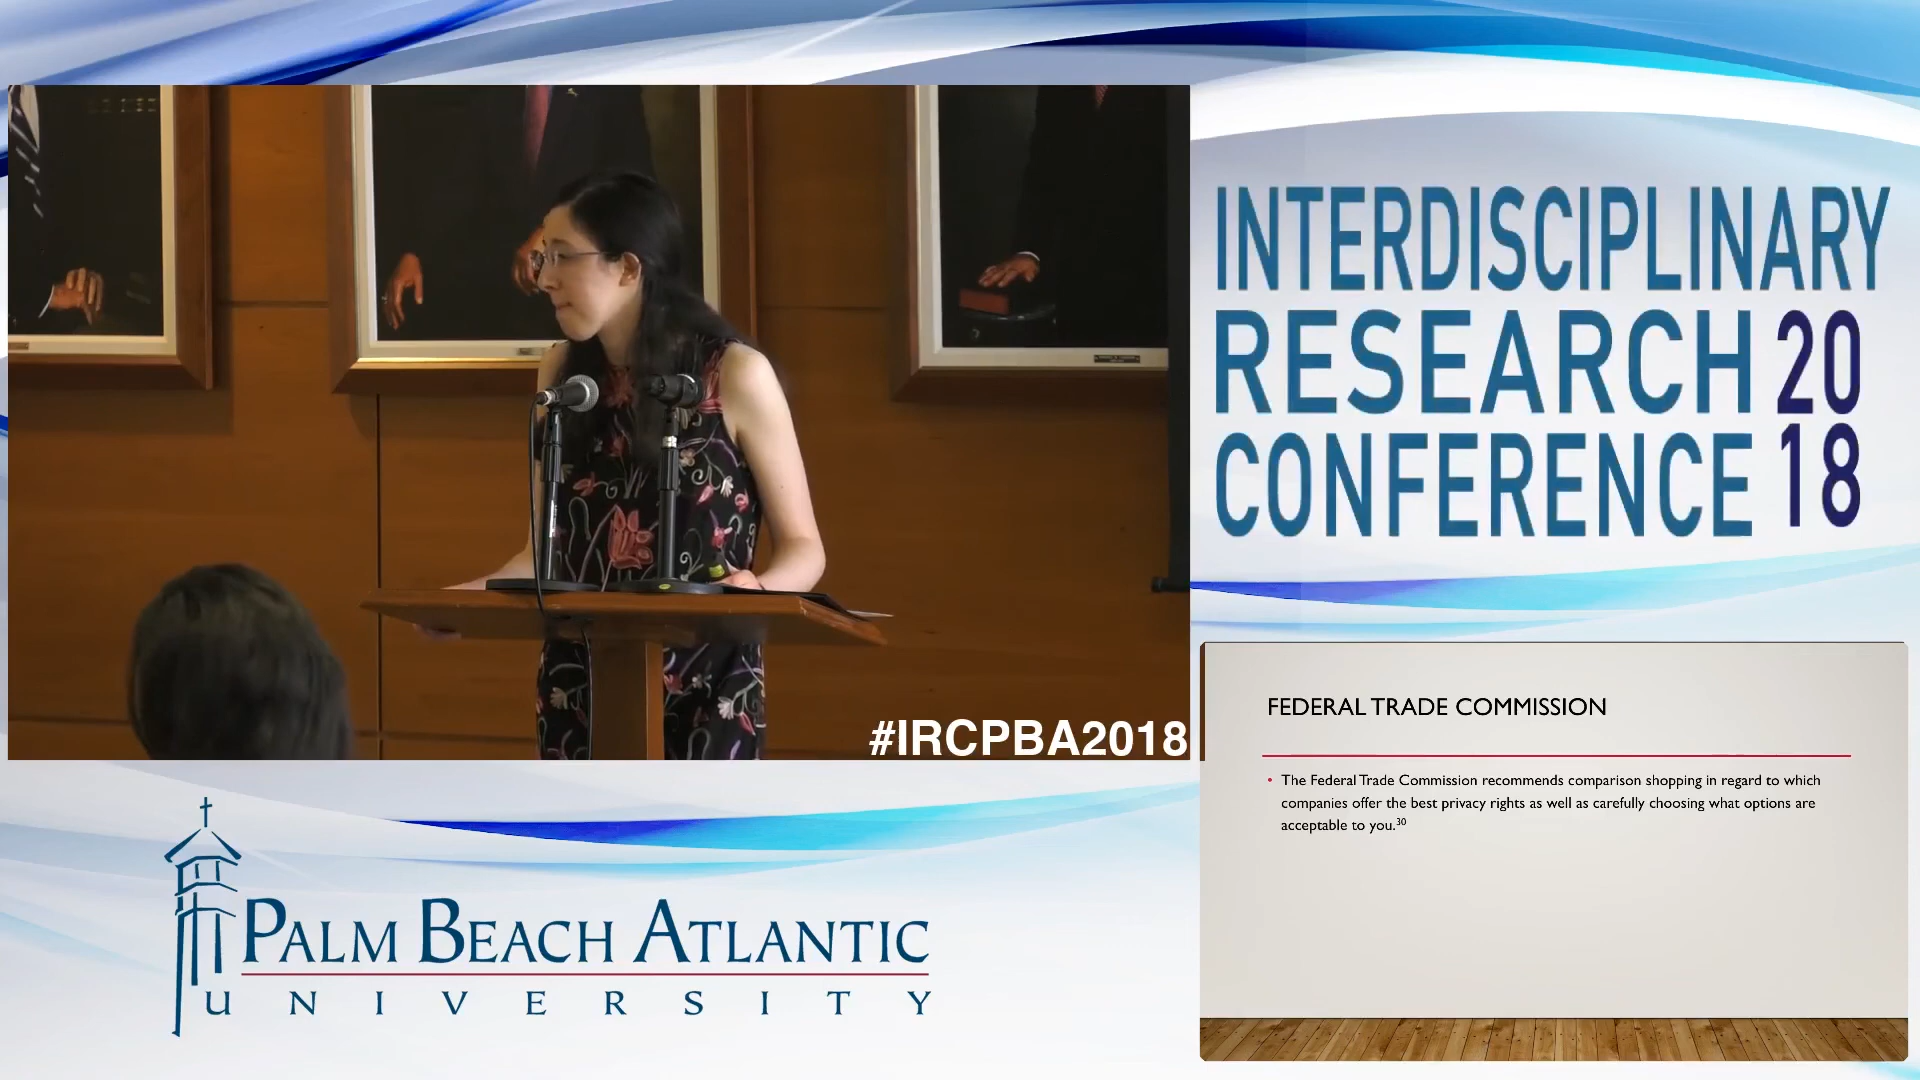 INTERDISCIPLINARY
RESEARCH 20
CONFERENCE 18
#IRCPBA2018
FEDERAL TRADE COMMISSION
• The Federal Trade Commission recommends comparison shopping in regard to which
companies offer the best privacy rights as well as carefully choosing what options are
acceptable to you.30
PALM BEACH ATLANTIC
UNIVERSITY